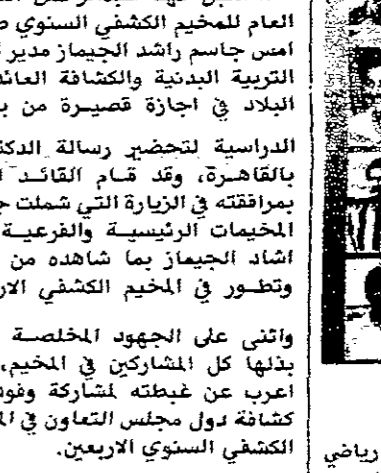 العام للمخيم الكشفي السنوي
امس جاسم راشد الجيماز مدير
التربية البدنية والكشافة العائد
البلاد في اجازة قصيرة من
الدراسية لتحضير رسالة الدكت
بالقاهرة، وقد قام القائد
بمرافقته في الزيارة التي شملت
المخيمات الرئيسية والفرعية
اشاد الجيماز بما شاهده من
وتطور في المخيم الكشفي الار
واثنى على الجهود المخلصة
بذلها كل المشاركين في المخيم،
اعرب عن غبطته لمشاركة وفود
كشافة دول مجلس التعاون في
الكشفي السنوي الاربعين.
رياضي